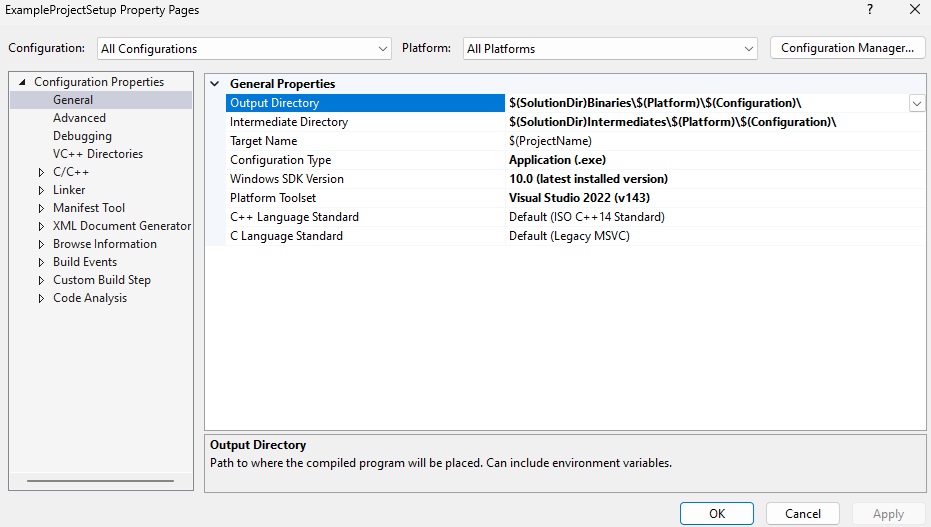 ExampleProjectSetup Property Pages ?
Configuration: All Configurations Platform: All Platforms Configuration Manager...
Configuration Properties
General
Advanced
Debugging
VC++ Directories
C/C++
Linker
Manifest Tool
XML Document Generator
Browse Information
Build Events
Custom Build Step
Code Analysis
General Properties
Output Directory $(SolutionDir)Binaries\$(Platform)\$(Configuration)\
Intermediate Directory $(SolutionDir)Intermediates\$(Platform)\$(Configuration)\
Target Name $(ProjectName)
Configuration Type Application (.exe)
Windows SDK Version 10.0 (latest installed version)
Platform Toolset Visual Studio 2022 (v143)
C++ Language Standard Default (ISO C++14 Standard)
C Language Standard Default (Legacy MSVC)
Output Directory
Path to where the compiled program will be placed. Can include environment variables.
OK Cancel Apply